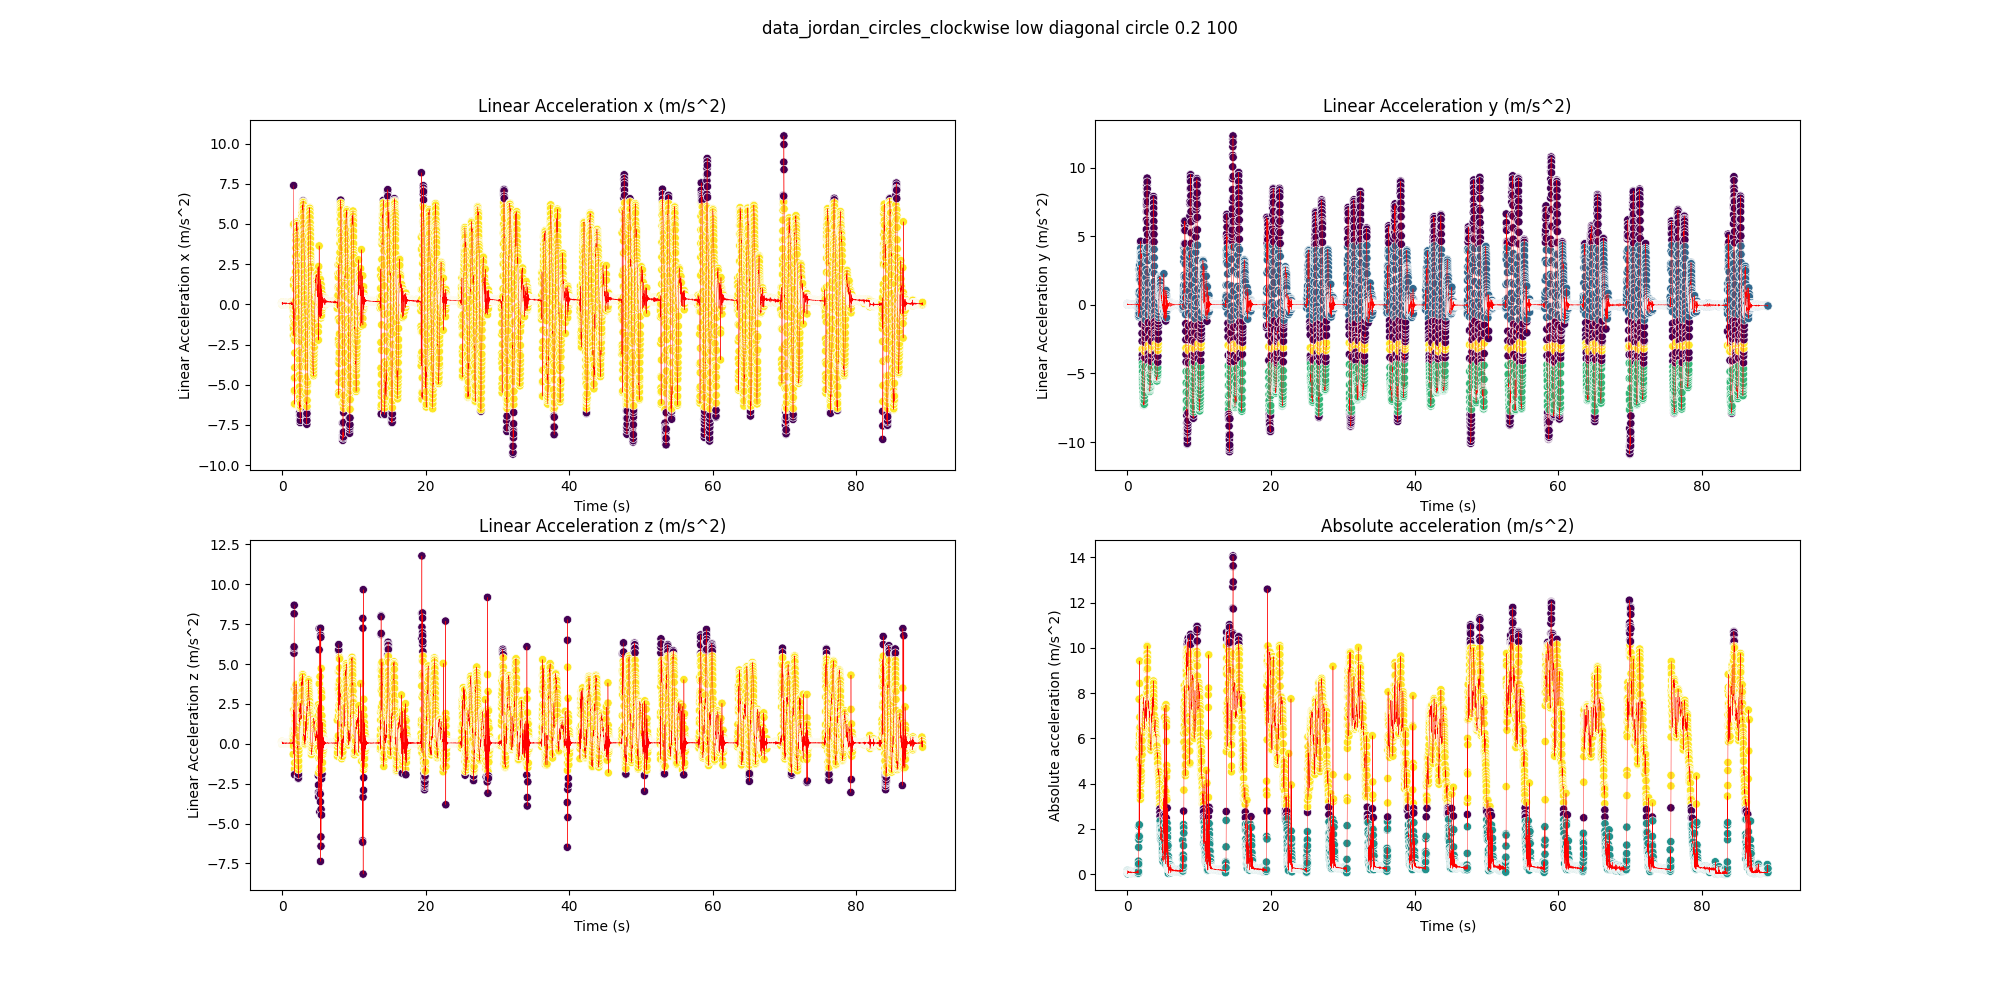 data_jordan_circles_clockwise low diagonal circle 0.2 100
Linear Acceleration x (m/s^2)
Linear Acceleration x (m/s^2)
10.0
7.5
5.0
2.5
0.0
−2.5
−5.0
−7.5
−10.0
0 20 40 60 80
Time (s)
Linear Acceleration y (m/s^2)
Linear Acceleration y (m/s^2)
10
5
0
−5
−10
0 20 40 60 80
Time (s)
Linear Acceleration z (m/s^2)
Linear Acceleration z (m/s^2)
12.5
10.0
7.5
5.0
2.5
0.0
−2.5
−5.0
−7.5
0 20 40 60 80
Time (s)
Absolute acceleration (m/s^2)
Absolute acceleration (m/s^2)
14
12
10
8
6
4
2
0
0 20 40 60 80
Time (s)